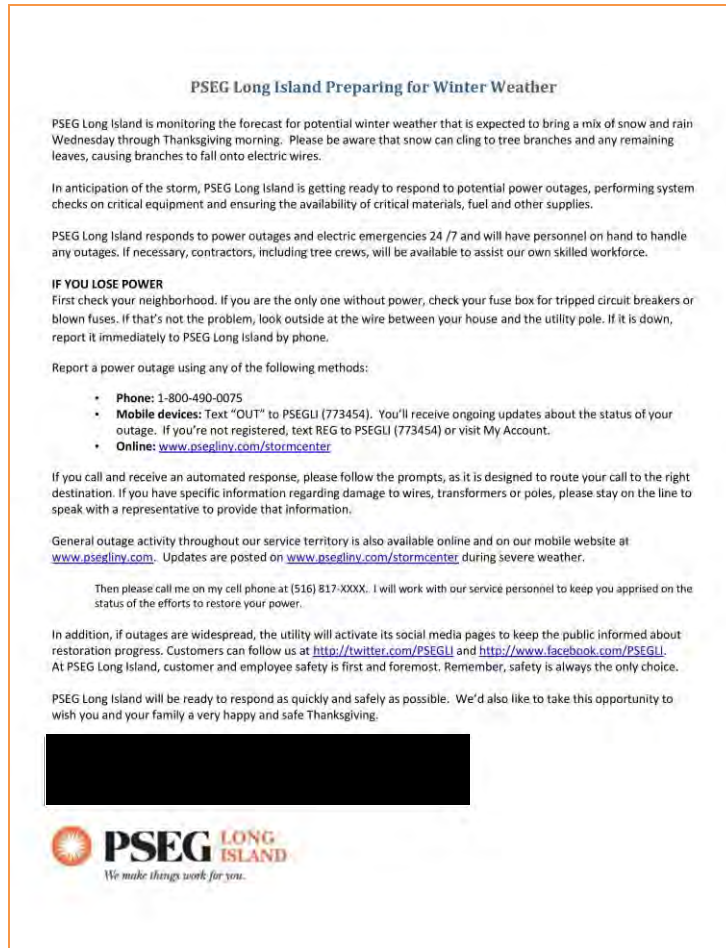 PSEG Long Island Preparing for Winter Weather
PSEG Long Island is monitoring the forecast for potential winter weather that is expected to bring a mix of snow and rain
Wednesday through Thanksgiving morning. Please be aware that snow can cling to tree branches and any remaining
leaves, causing branches to fall onto electric wires.
In anticipation of the storm, PSEG Long Island is getting ready to respond to potential power outages, performing system
checks on critical equipment and ensuring the availability of critical materials, fuel and other supplies.
PSEG Long Island responds to power outages and electric emergencies 24 /7 and will have personnel on hand to handle
any outages. If necessary, contractors, including tree crews, will be available to assist our own skilled workforce.
IF YOU LOSE POWER
First check your neighborhood. If you are the only one without power, check your fuse box for tripped circuit breakers or
blown fuses. If that's not the problem, look outside at the wire between your house and the utility pole. If it is down,
report it immediately to PSEG Long Island by phone.
Report a power outage using any of the following methods:
• Phone: 1-800-490-0075
• Mobile devices: Text "OUT" to PSEGLI (773454). You'll receive ongoing updates about the status of your
outage. If you're not registered, text REG to PSEGLI (773454) or visit My Account.
• Online: www.psegliny.com/stormcenter
If you call and receive an automated response, please follow the prompts, as it is designed to route your call to the right
destination. If you have specific information regarding damage to wires, transformers or poles, please stay on the line to
speak with a representative to provide that information.
General outage activity throughout our service territory is also available online and on our mobile website at
www.psegliny.com. Updates are posted on www.psegliny.com/stormcenter during severe weather.
Then please call me on my cell phone at (516) 817-XXXX. I will work with our service personnel to keep you apprised on the
status of the efforts to restore your power.
In addition, if outages are widespread, the utility will activate its social media pages to keep the public informed about
restoration progress. Customers can follow us at http://twitter.com/PSEGLI and http://www.facebook.com/PSEGLI.
At PSEG Long Island, customer and employee safety is first and foremost. Remember, safety is always the only choice.
PSEG Long Island will be ready to respond as quickly and safely as possible. We'd also like to take this opportunity to
wish you and your family a very happy and safe Thanksgiving.
PSEG LONG
ISLAND
We make things work for you.